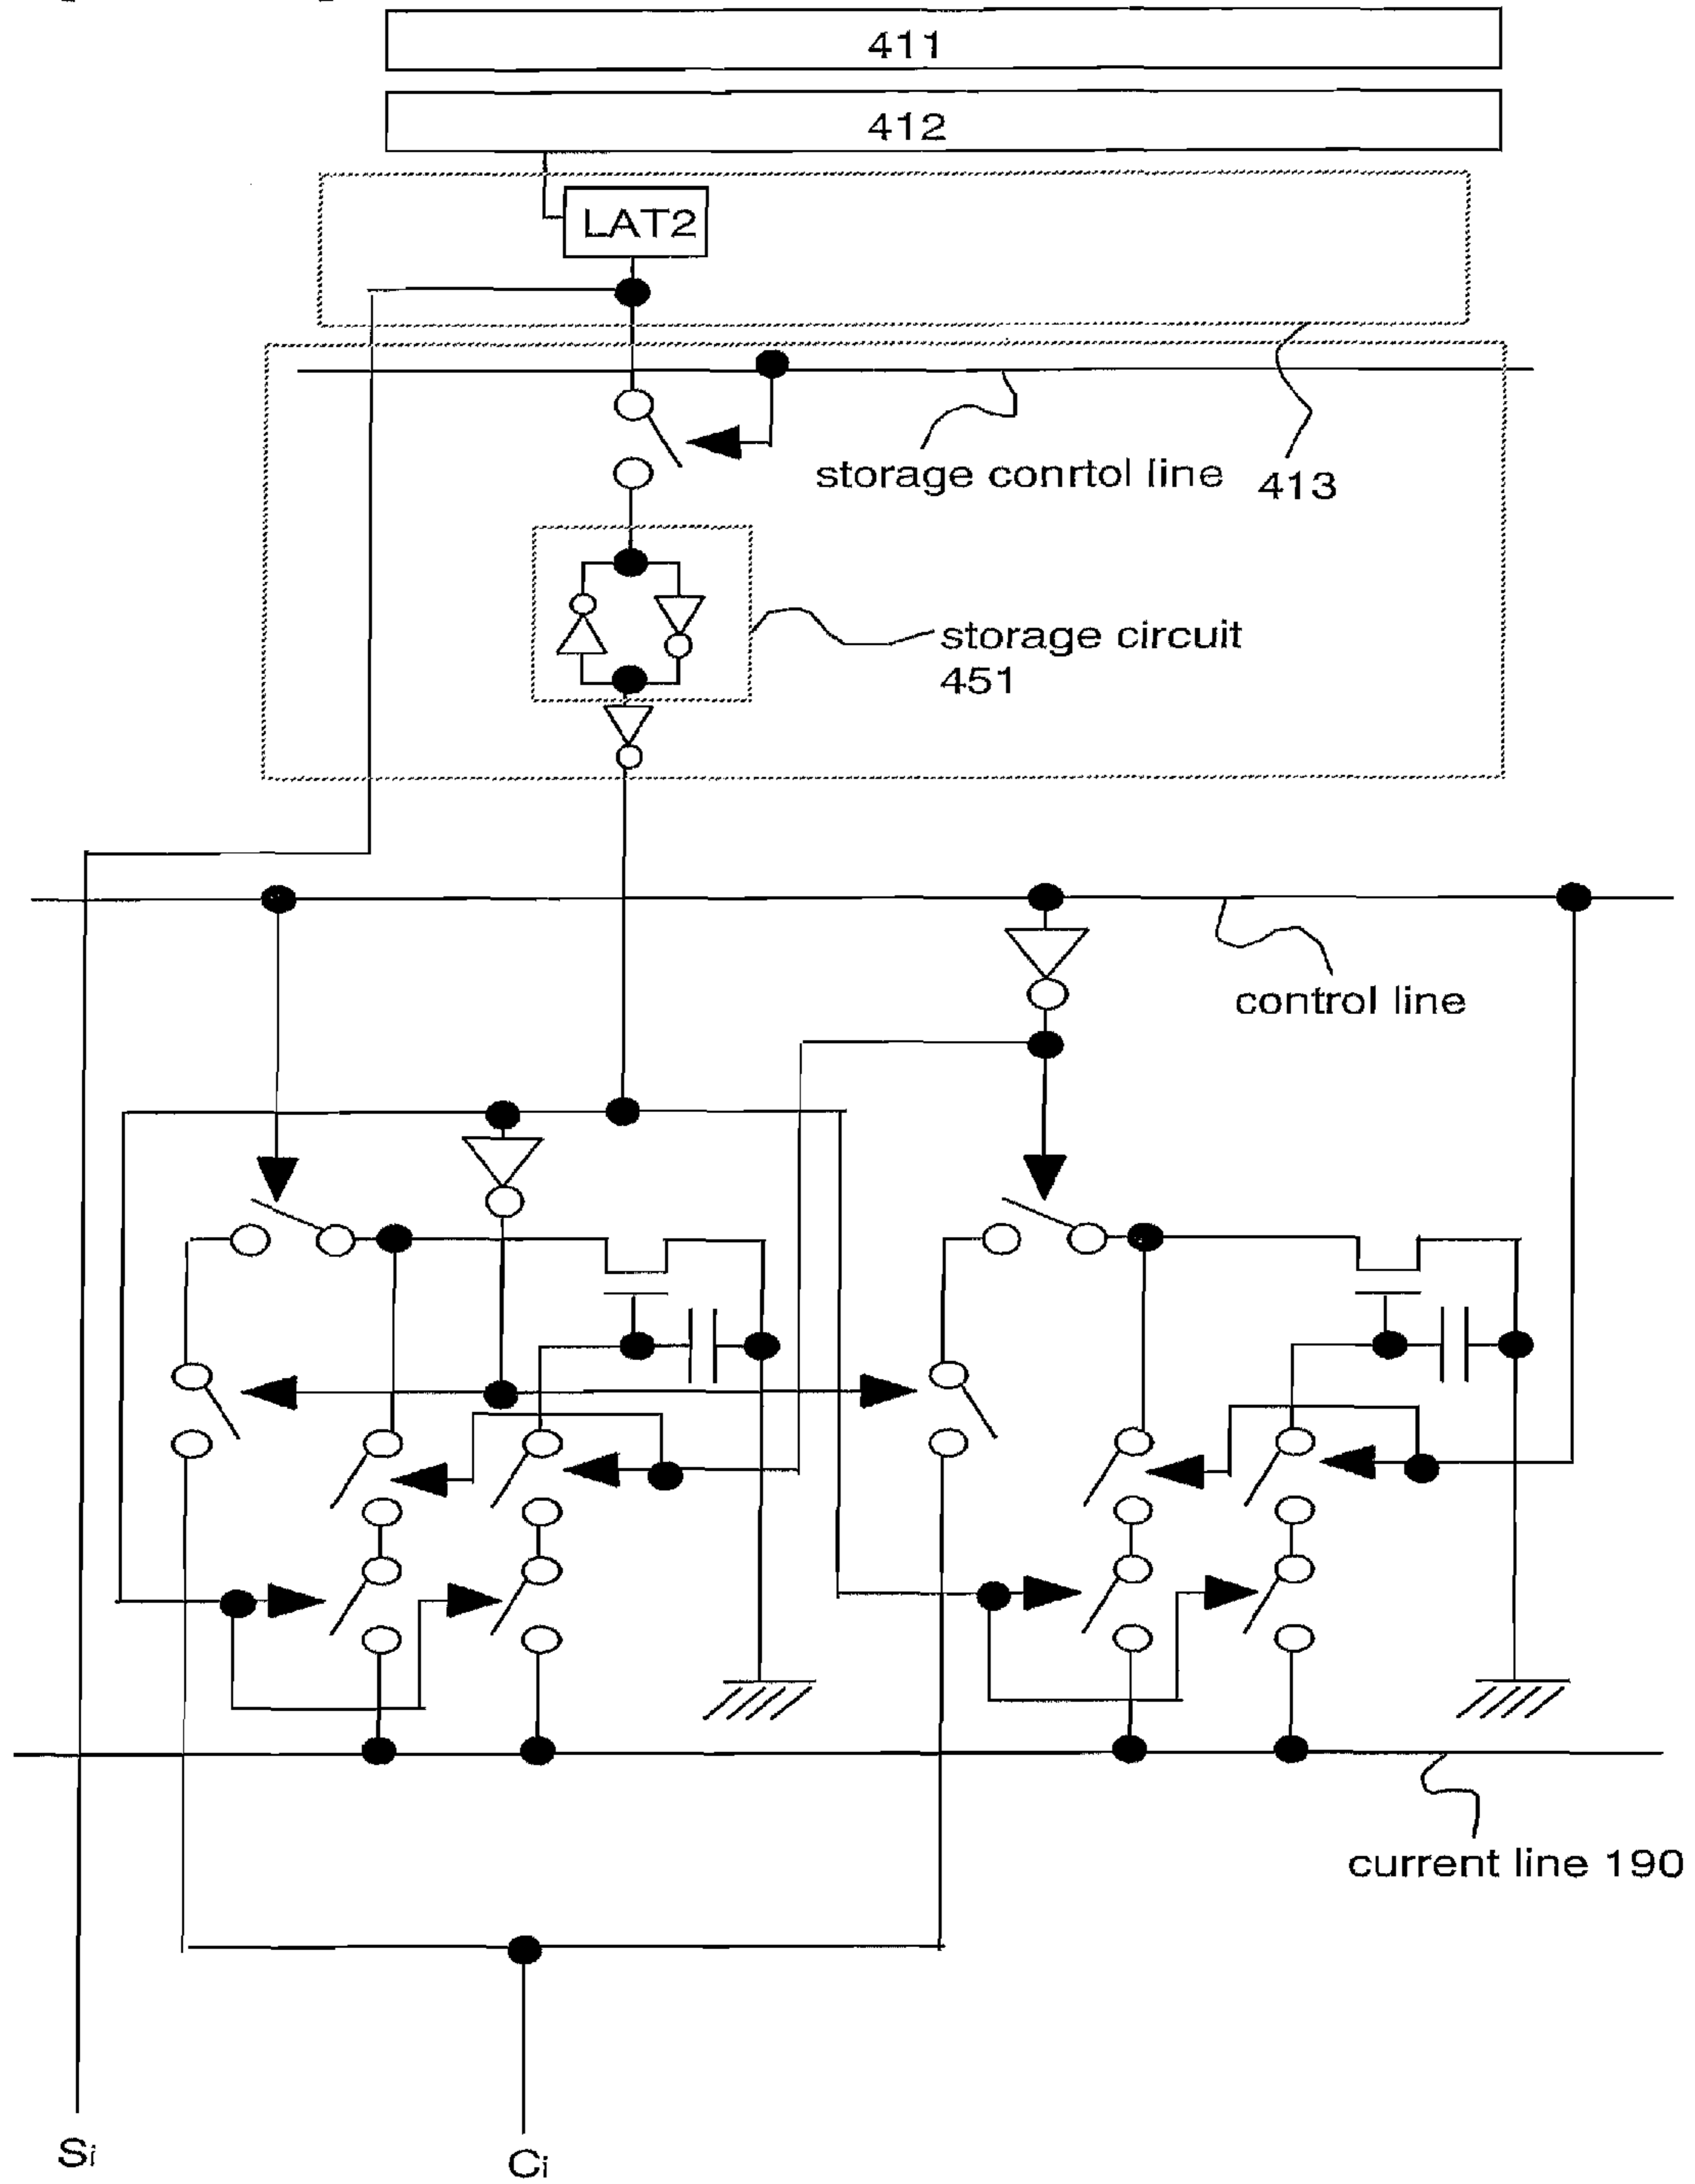 411
412
LAT2
storage conrtol line
413
storage circuit
451
control line
current line 190
Si
Ci